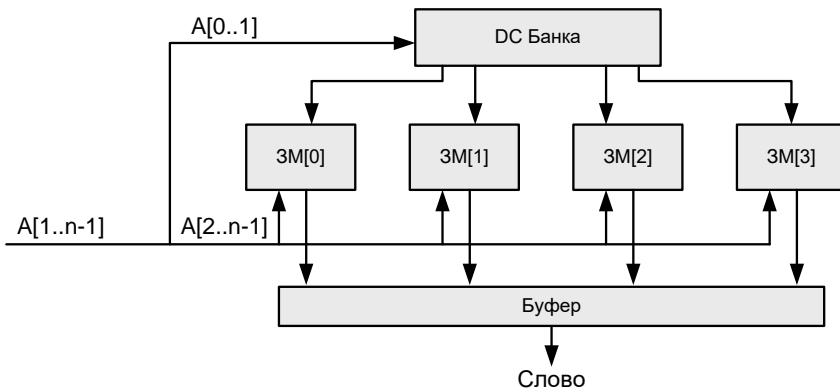 A[0..1]
DC Банка
ЗМ[0]
ЗМ[1]
ЗМ[2]
ЗМ[3]
A[1..n-1]
A[2..n-1]
Буфер
Слово